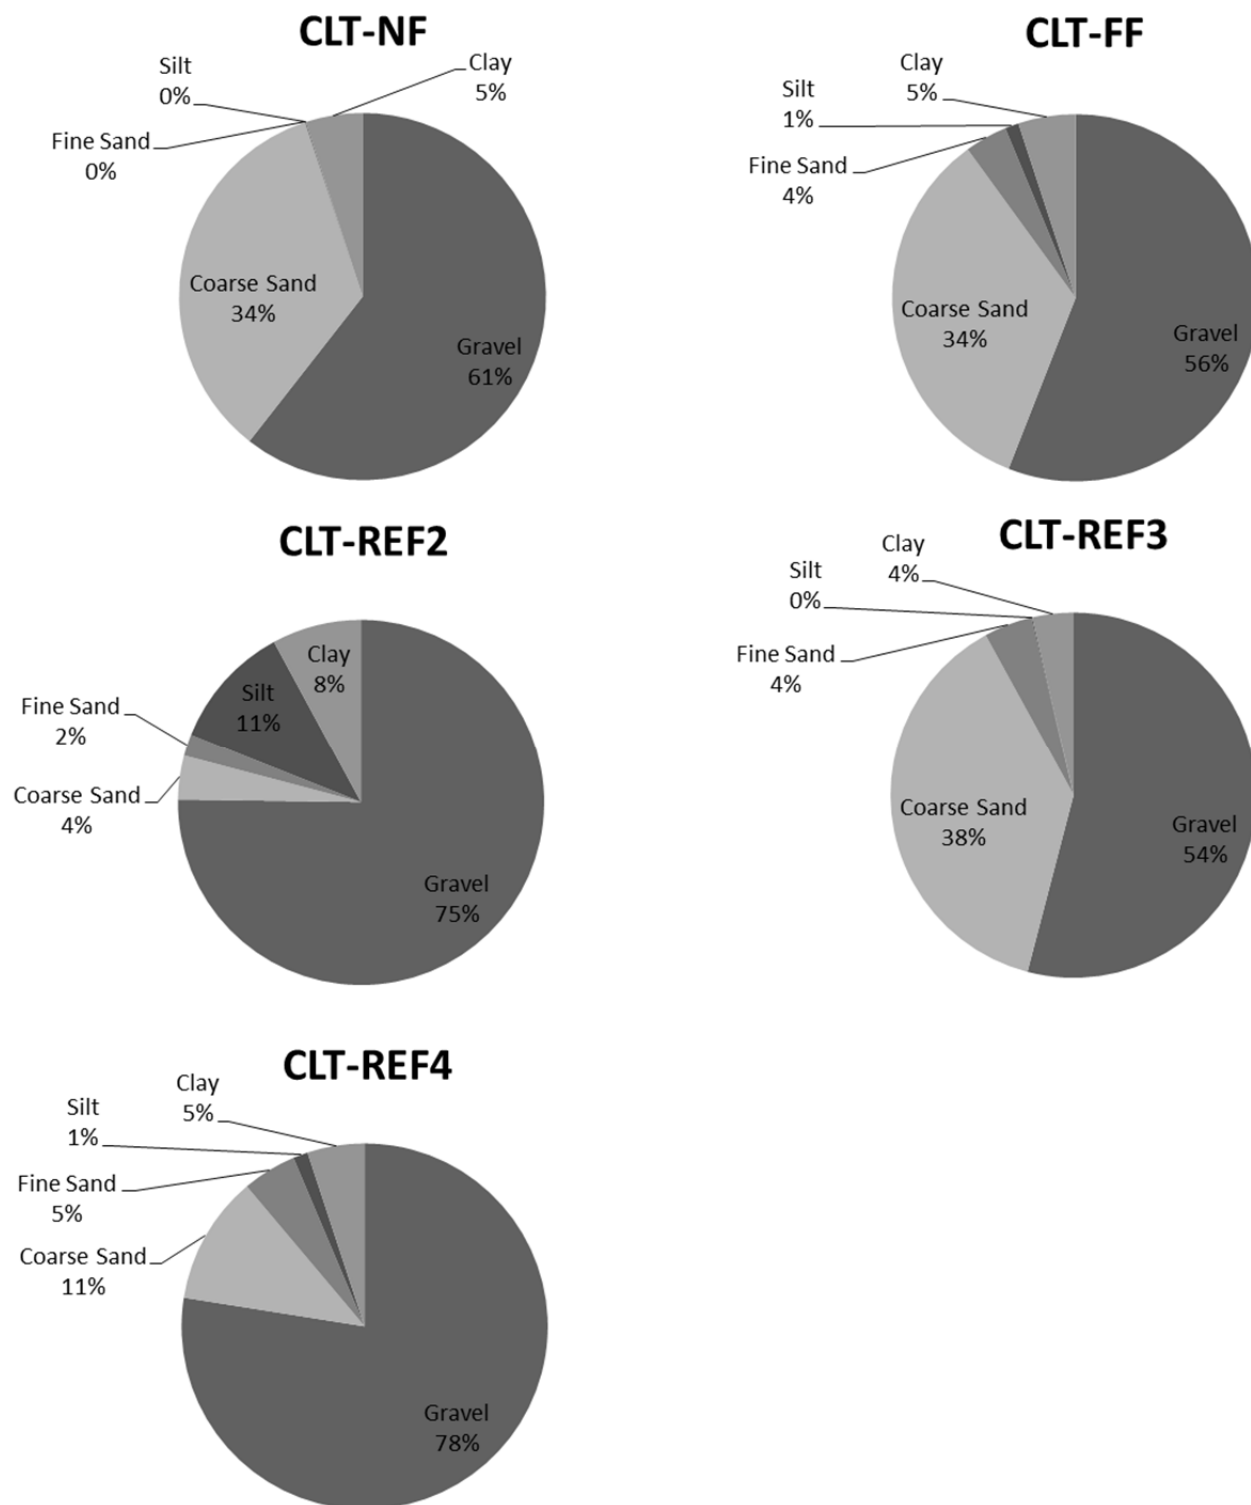 CLT-NF
Silt
0%
Clay
5%
Fine Sand
0%
Coarse Sand
34%
Gravel
61%
CLT-FF
Clay
5%
Silt
1%
Fine Sand
4%
Coarse Sand
34%
Gravel
56%
CLT-REF2
Clay
8%
Silt
11%
Fine Sand
2%
Coarse Sand
4%
Gravel
75%
CLT-REF3
Clay
4%
Silt
0%
Fine Sand
4%
Coarse Sand
38%
Gravel
54%
CLT-REF4
Clay
5%
Silt
1%
Fine Sand
5%
Coarse Sand
11%
Gravel
78%